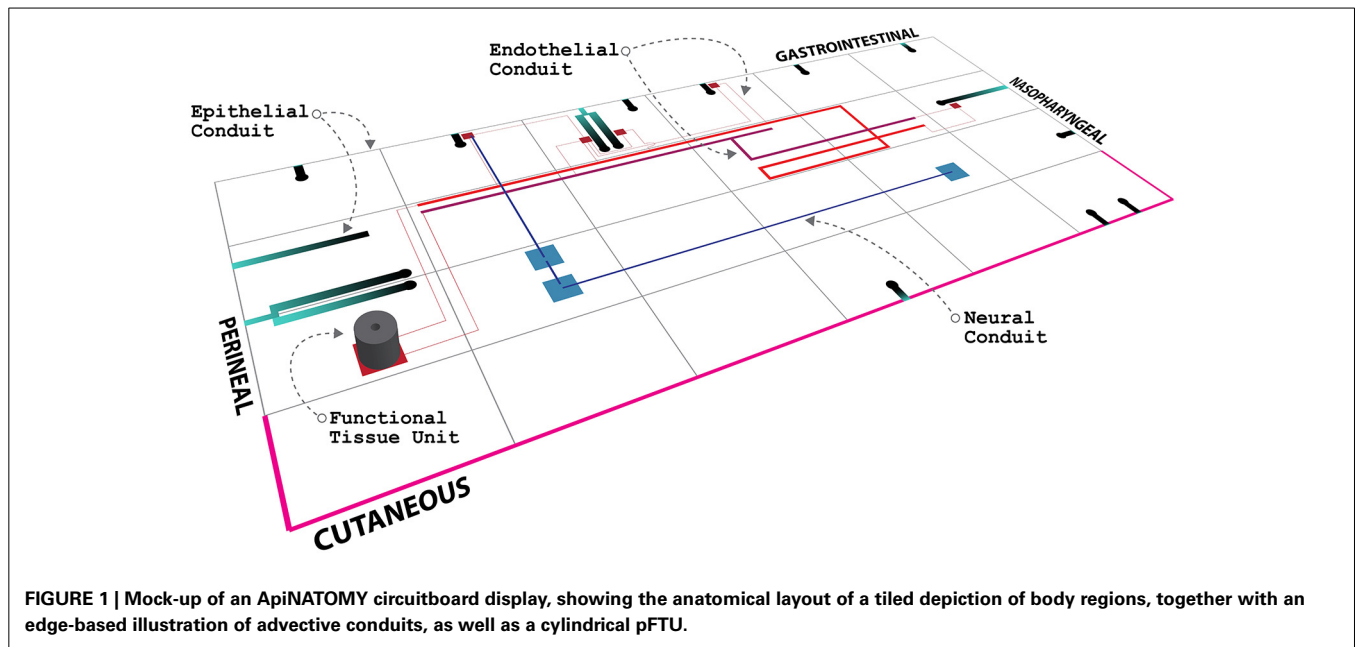 Endothelial
Conduit
GASTROINTESTINAL
NASOPHARYNGEAL
Epithelial
Conduit
PERINEAL
Neural
Conduit
Functional
Tissue Unit
CUTANEOUS
FIGURE 1 | Mock-up of an ApiNATOMY circuitboard display, showing the anatomical layout of a tiled depiction of body regions, together with an
edge-based illustration of advective conduits, as well as a cylindrical pFTU.